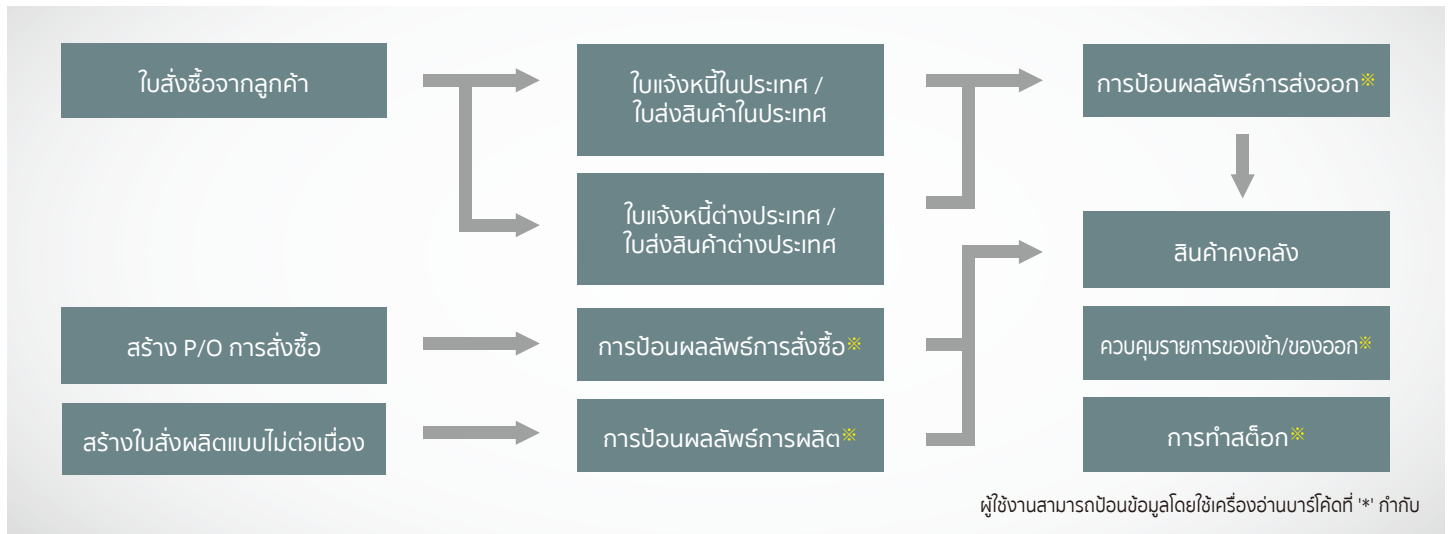 ใบสั่งซื้อจากลูกค้า
ใบแจ้งหนี้ในประเทศ /
ใบส่งสินค้าในประเทศ
การป้อนผลลัพธ์การส่งออก※
ใบแจ้งหนี้ต่างประเทศ /
ใบส่งสินค้าต่างประเทศ
สินค้าคงคลัง
สร้าง P/O การสั่งซื้อ
การป้อนผลลัพธ์การสั่งซื้อ※
ควบคุมรายการของเข้า/ของออก※
สร้างใบสั่งผลิตแบบไม่ต่อเนื่อง
การป้อนผลลัพธ์การผลิต※
การทำสต็อก※
ผู้ใช้งานสามารถป้อนข้อมูลโดยใช้เครื่องอ่านบาร์โค้ดที่ '*' กำกับ